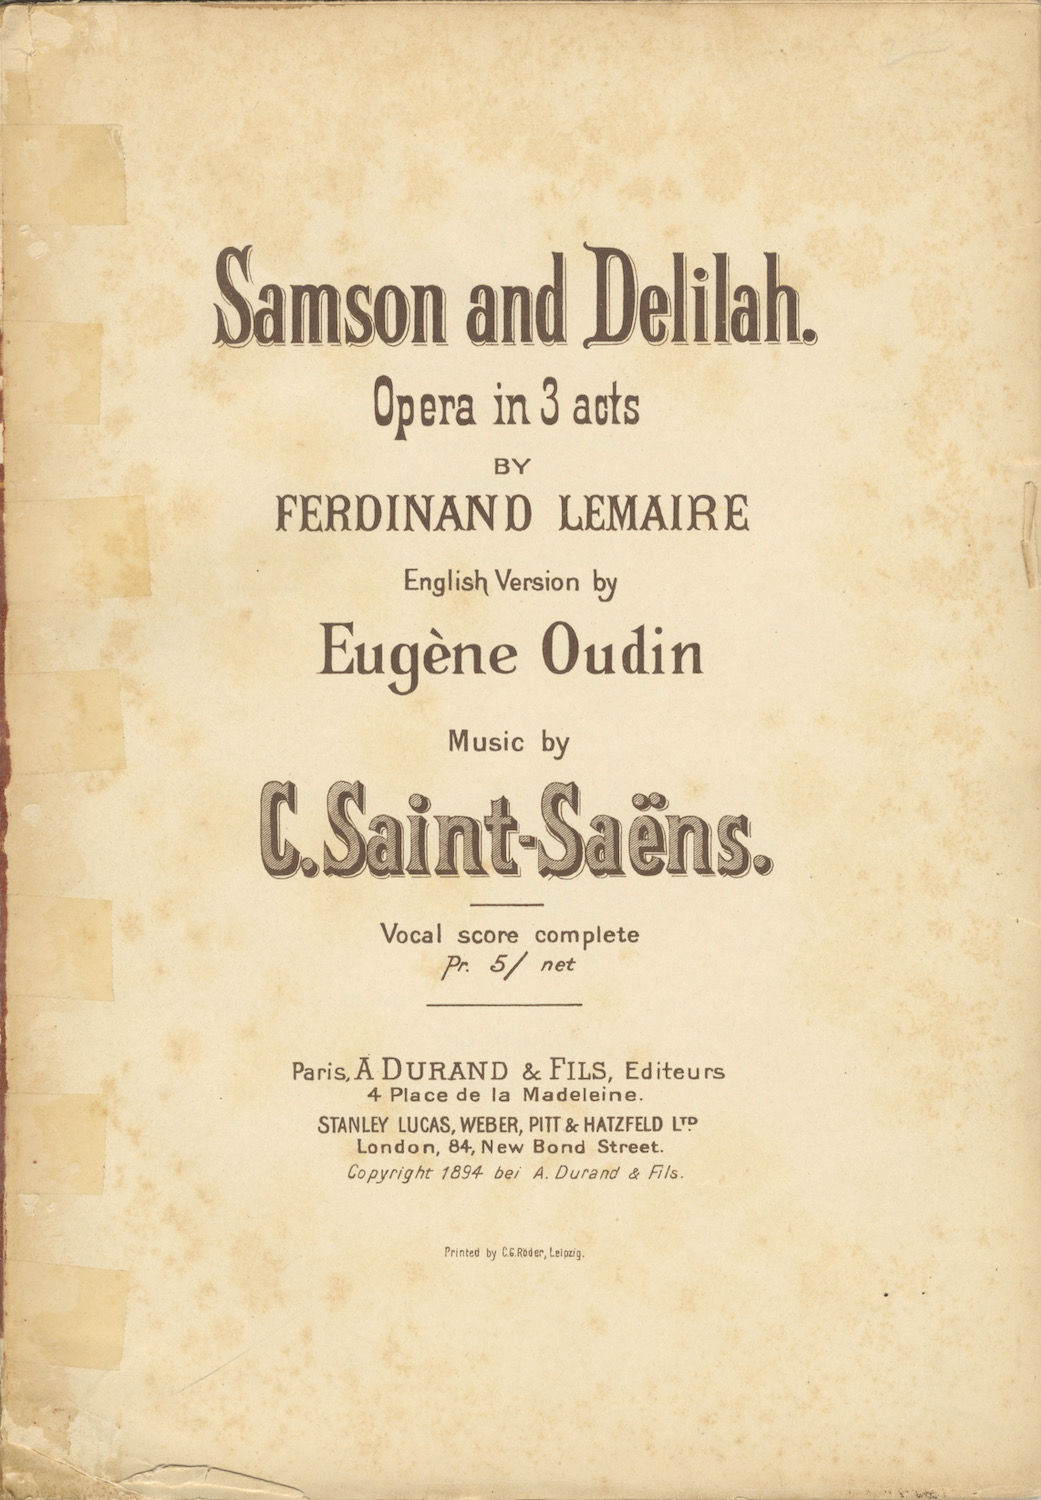 Samson and Delilah.
Opera in 3 acts
BY
FERDINAND LEMAIRE
English Version by
Eugène Oudin
Music by
C. Saint-Saëns.
Vocal score complete
Pr. 5/ net
Paris, A DURAND & FILS, Editeurs
4 Place de la Madeleine.
STANLEY LUCAS, WEBER, PITT & HATZFELD LTD
London, 84, New Bond Street.
Copyright 1894 bei A. Durand & Fils.
Printed by C.G. Röder, Leipzig.